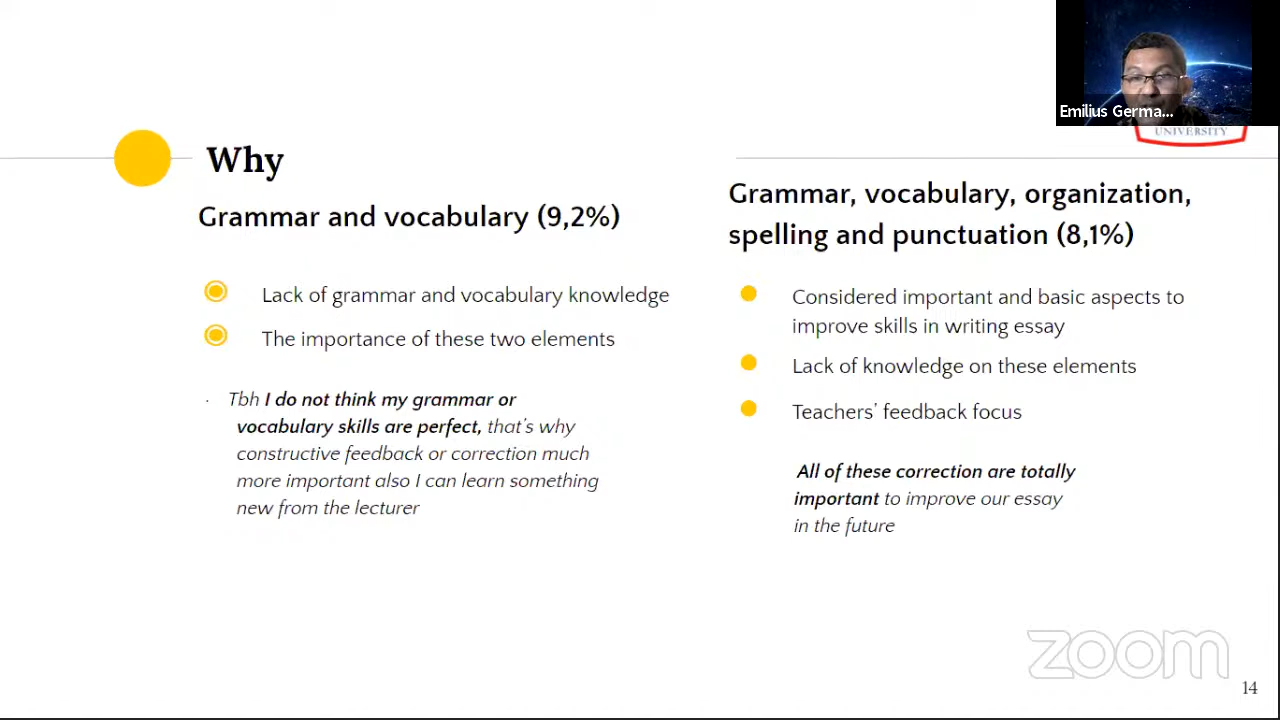 Emilius Germa...
UNIVERSITY
Why
Grammar and vocabulary (9,2%)
Lack of grammar and vocabulary knowledge
The importance of these two elements
· Tbh I do not think my grammar or
vocabulary skills are perfect, that's why
constructive feedback or correction much
more important also I can learn something
new from the lecturer
Grammar, vocabulary, organization,
spelling and punctuation (8,1%)
Considered important and basic aspects to
improve skills in writing essay
Lack of knowledge on these elements
Teachers' feedback focus
All of these correction are totally
important to improve our essay
in the future
zoom
14